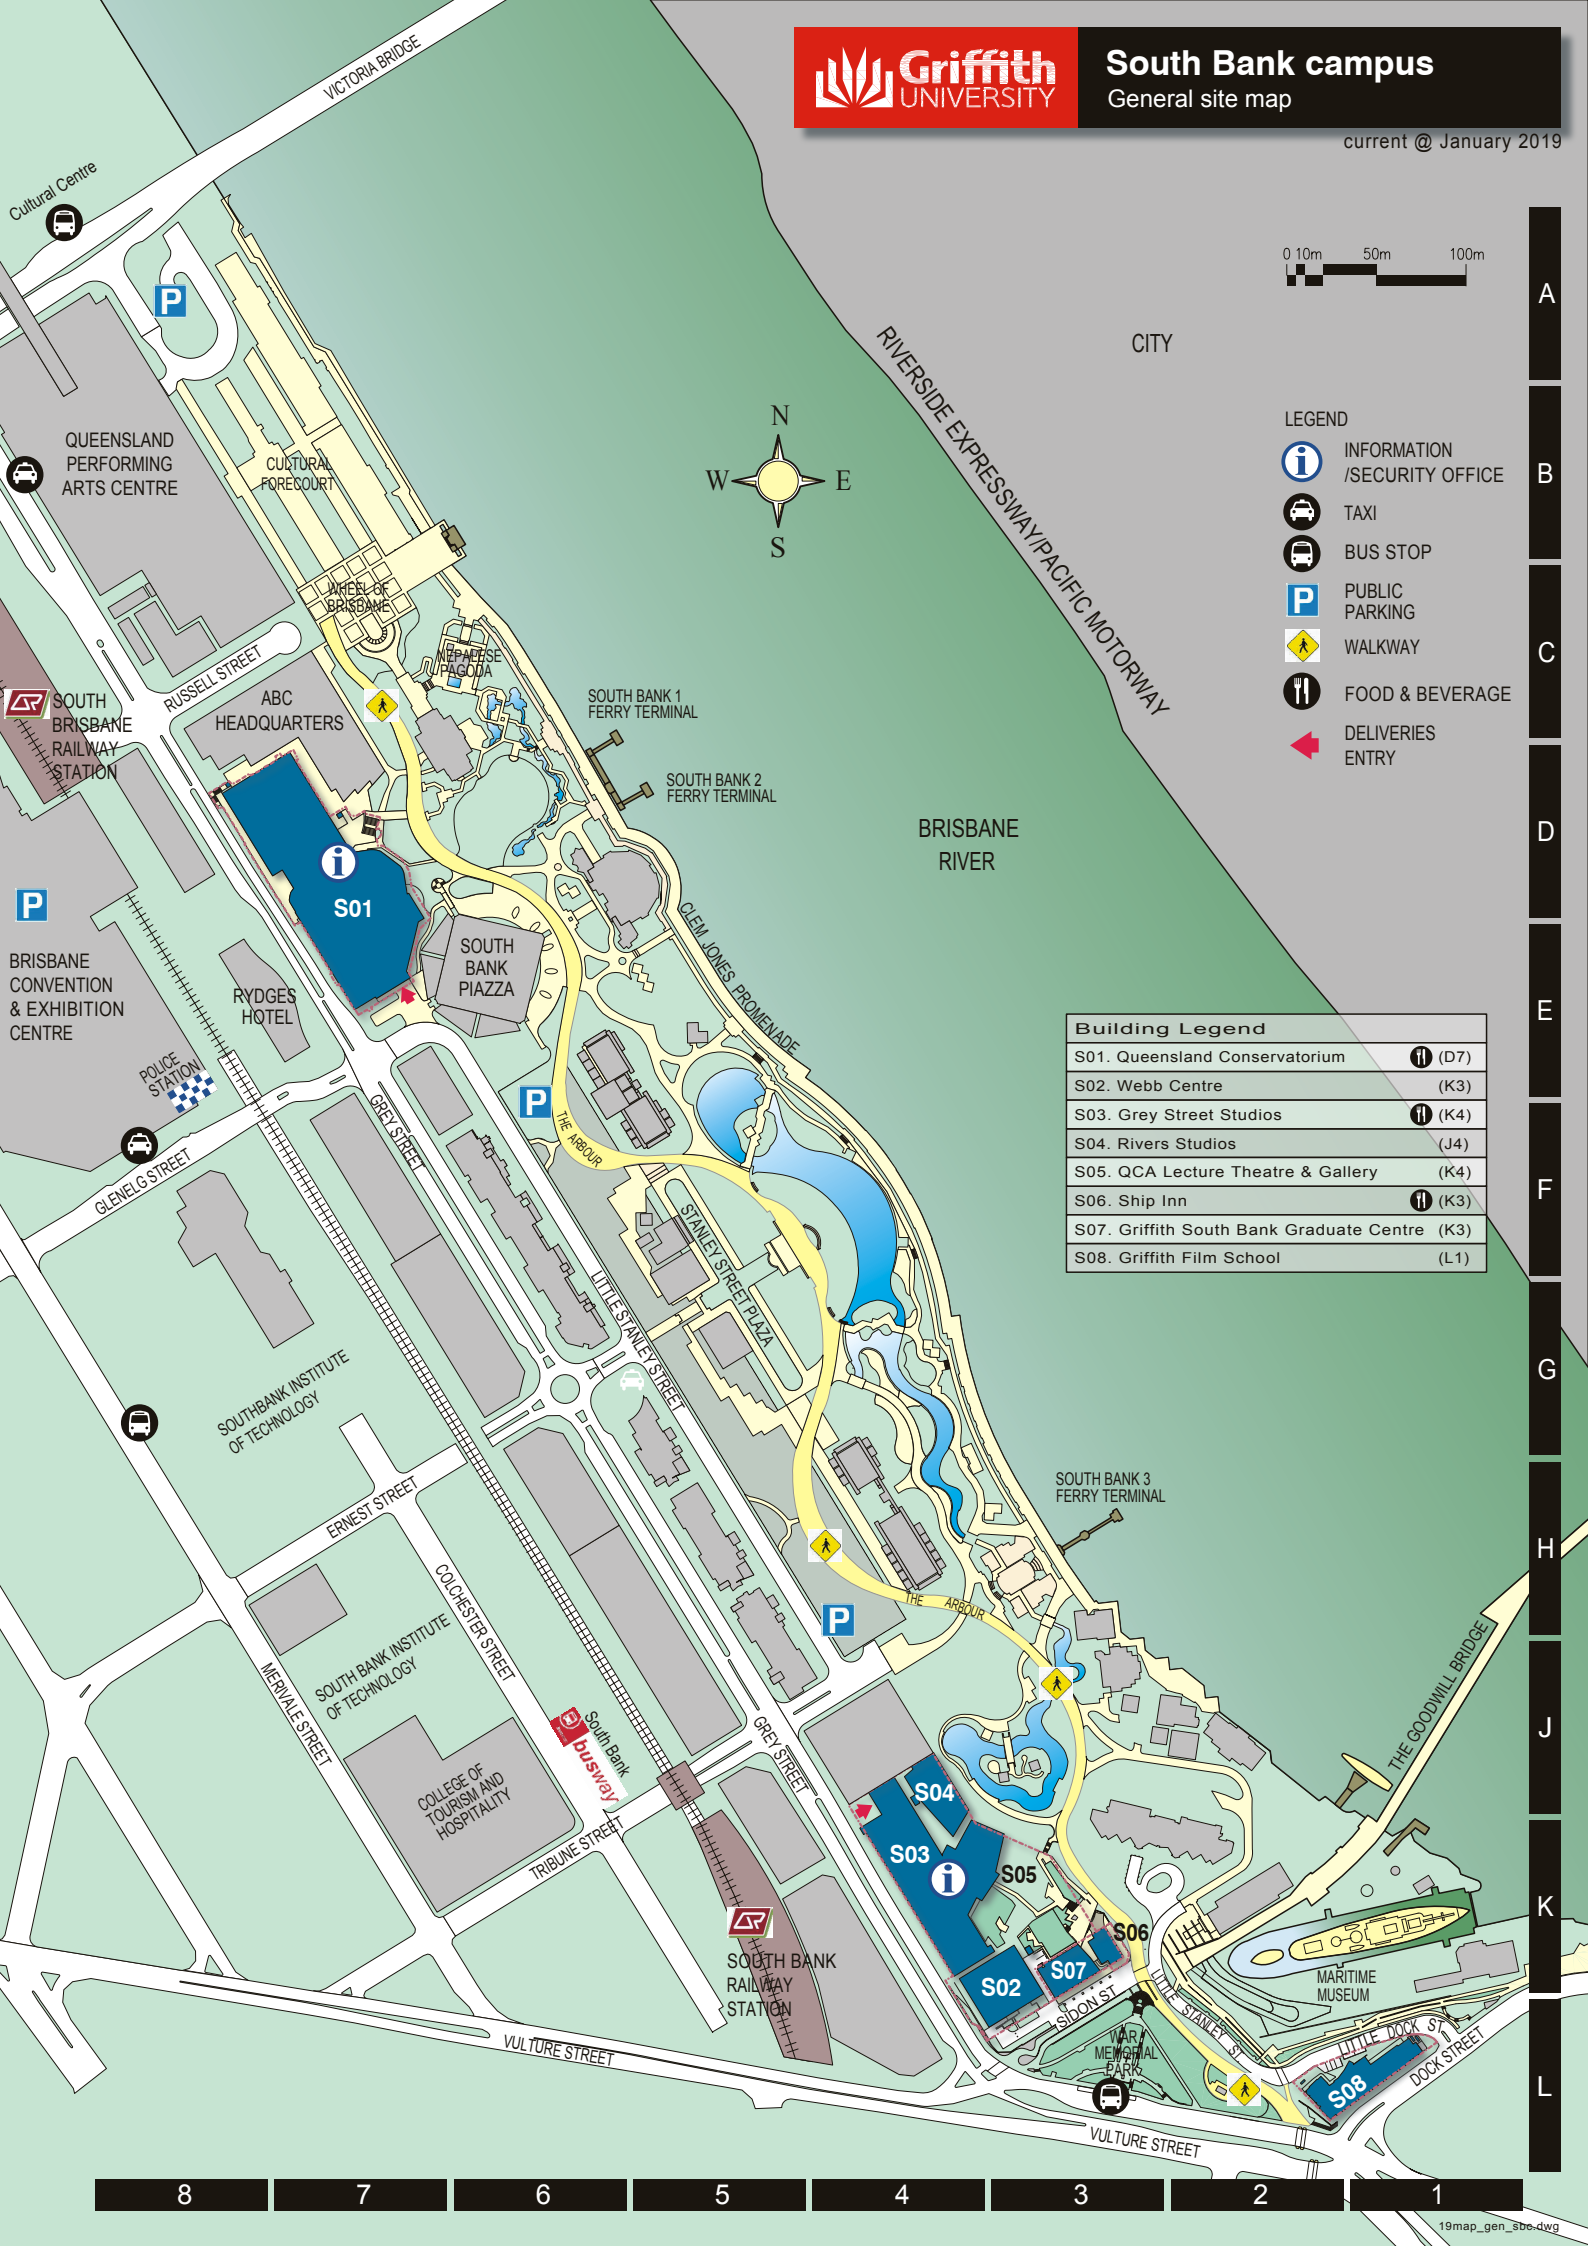 Griffith
UNIVERSITY
South Bank campus
General site map
current @ January 2019
VICTORIA BRIDGE
Cultural Centre
P
0 10m 50m 100m
A
CITY
RIVERSIDE EXPRESSWAY/PACIFIC MOTORWAY
QUEENSLAND
PERFORMING
ARTS CENTRE
CULTURAL
FORECOURT
N
W E
S
LEGEND
i INFORMATION
/SECURITY OFFICE
TAXI
BUS STOP
P PUBLIC
PARKING
WALKWAY
FOOD & BEVERAGE
DELIVERIES
ENTRY
B
WHEEL OF
BRISBANE
NEPALESE
PAGODA
C
RUSSELL STREET
SOUTH
BRISBANE
RAILWAY
STATION
ABC
HEADQUARTERS
SOUTH BANK 1
FERRY TERMINAL
SOUTH BANK 2
FERRY TERMINAL
BRISBANE
RIVER
D
i
S01
P
CLEM JONES PROMENADE
BRISBANE
CONVENTION
& EXHIBITION
CENTRE
RYDGES
HOTEL
SOUTH
BANK
PIAZZA
E
POLICE
STATION
Building Legend
S01. Queensland Conservatorium (D7)
S02. Webb Centre (K3)
S03. Grey Street Studios (K4)
S04. Rivers Studios (J4)
S05. QCA Lecture Theatre & Gallery (K4)
S06. Ship Inn (K3)
S07. Griffith South Bank Graduate Centre (K3)
S08. Griffith Film School (L1)
P
THE ARBOUR
GREY STREET
GLENELG STREET
F
STANLEY STREET PLAZA
LITTLE STANLEY STREET
G
SOUTHBANK INSTITUTE
OF TECHNOLOGY
ERNEST STREET
SOUTH BANK 3
FERRY TERMINAL
H
COLCHESTER STREET
THE ARBOUR
P
SOUTH BANK INSTITUTE
OF TECHNOLOGY
MERIVALE STREET
THE GOODWILL BRIDGE
J
South Bank
busway
GREY STREET
COLLEGE OF
TOURISM AND
HOSPITALITY
TRIBUNE STREET
S04
S03
i
S05
S06
K
SOUTH BANK
RAILWAY
STATION
S02
S07
SIDON ST
LITTLE STANLEY ST
MARITIME
MUSEUM
WAR
MEMORIAL
PARK
LITTLE DOCK ST
DOCK STREET
S08
L
VULTURE STREET
VULTURE STREET
8 7 6 5 4 3 2 1
19map_gen_sbc.dwg